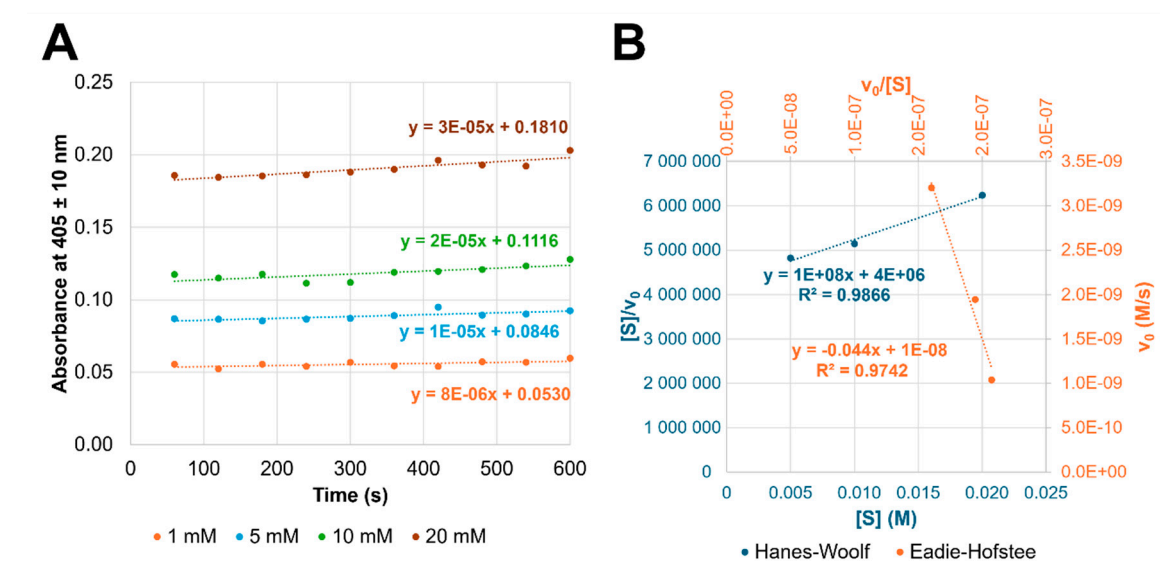 A
0.25
0.20
0.15
0.10
0.05
0.00
Absorbance at 405 ± 10 nm
y = 3E-05x + 0.1810
y = 2E-05x + 0.1116
y = 1E-05x + 0.0846
y = 8E-06x + 0.0530
0 100 200 300 400 500 600
Time (s)
1 mM 5 mM 10 mM 20 mM
B
v₀/[S]
0.0E+00 5.0E-08 1.0E-07 2.0E-07 2.0E-07 3.0E-07
7 000 000
6 000 000
5 000 000
4 000 000
3 000 000
2 000 000
1 000 000
0
[S]/v₀
y = 1E+08x + 4E+06
R² = 0.9866
y = -0.044x + 1E-08
R² = 0.9742
3.5E-09
3.0E-09
2.5E-09
2.0E-09
1.5E-09
1.0E-09
5.0E-10
0.0E+00
v₀ (M/s)
0 0.005 0.010 0.015 0.020 0.025
[S] (M)
Hanes-Woolf Eadie-Hofstee